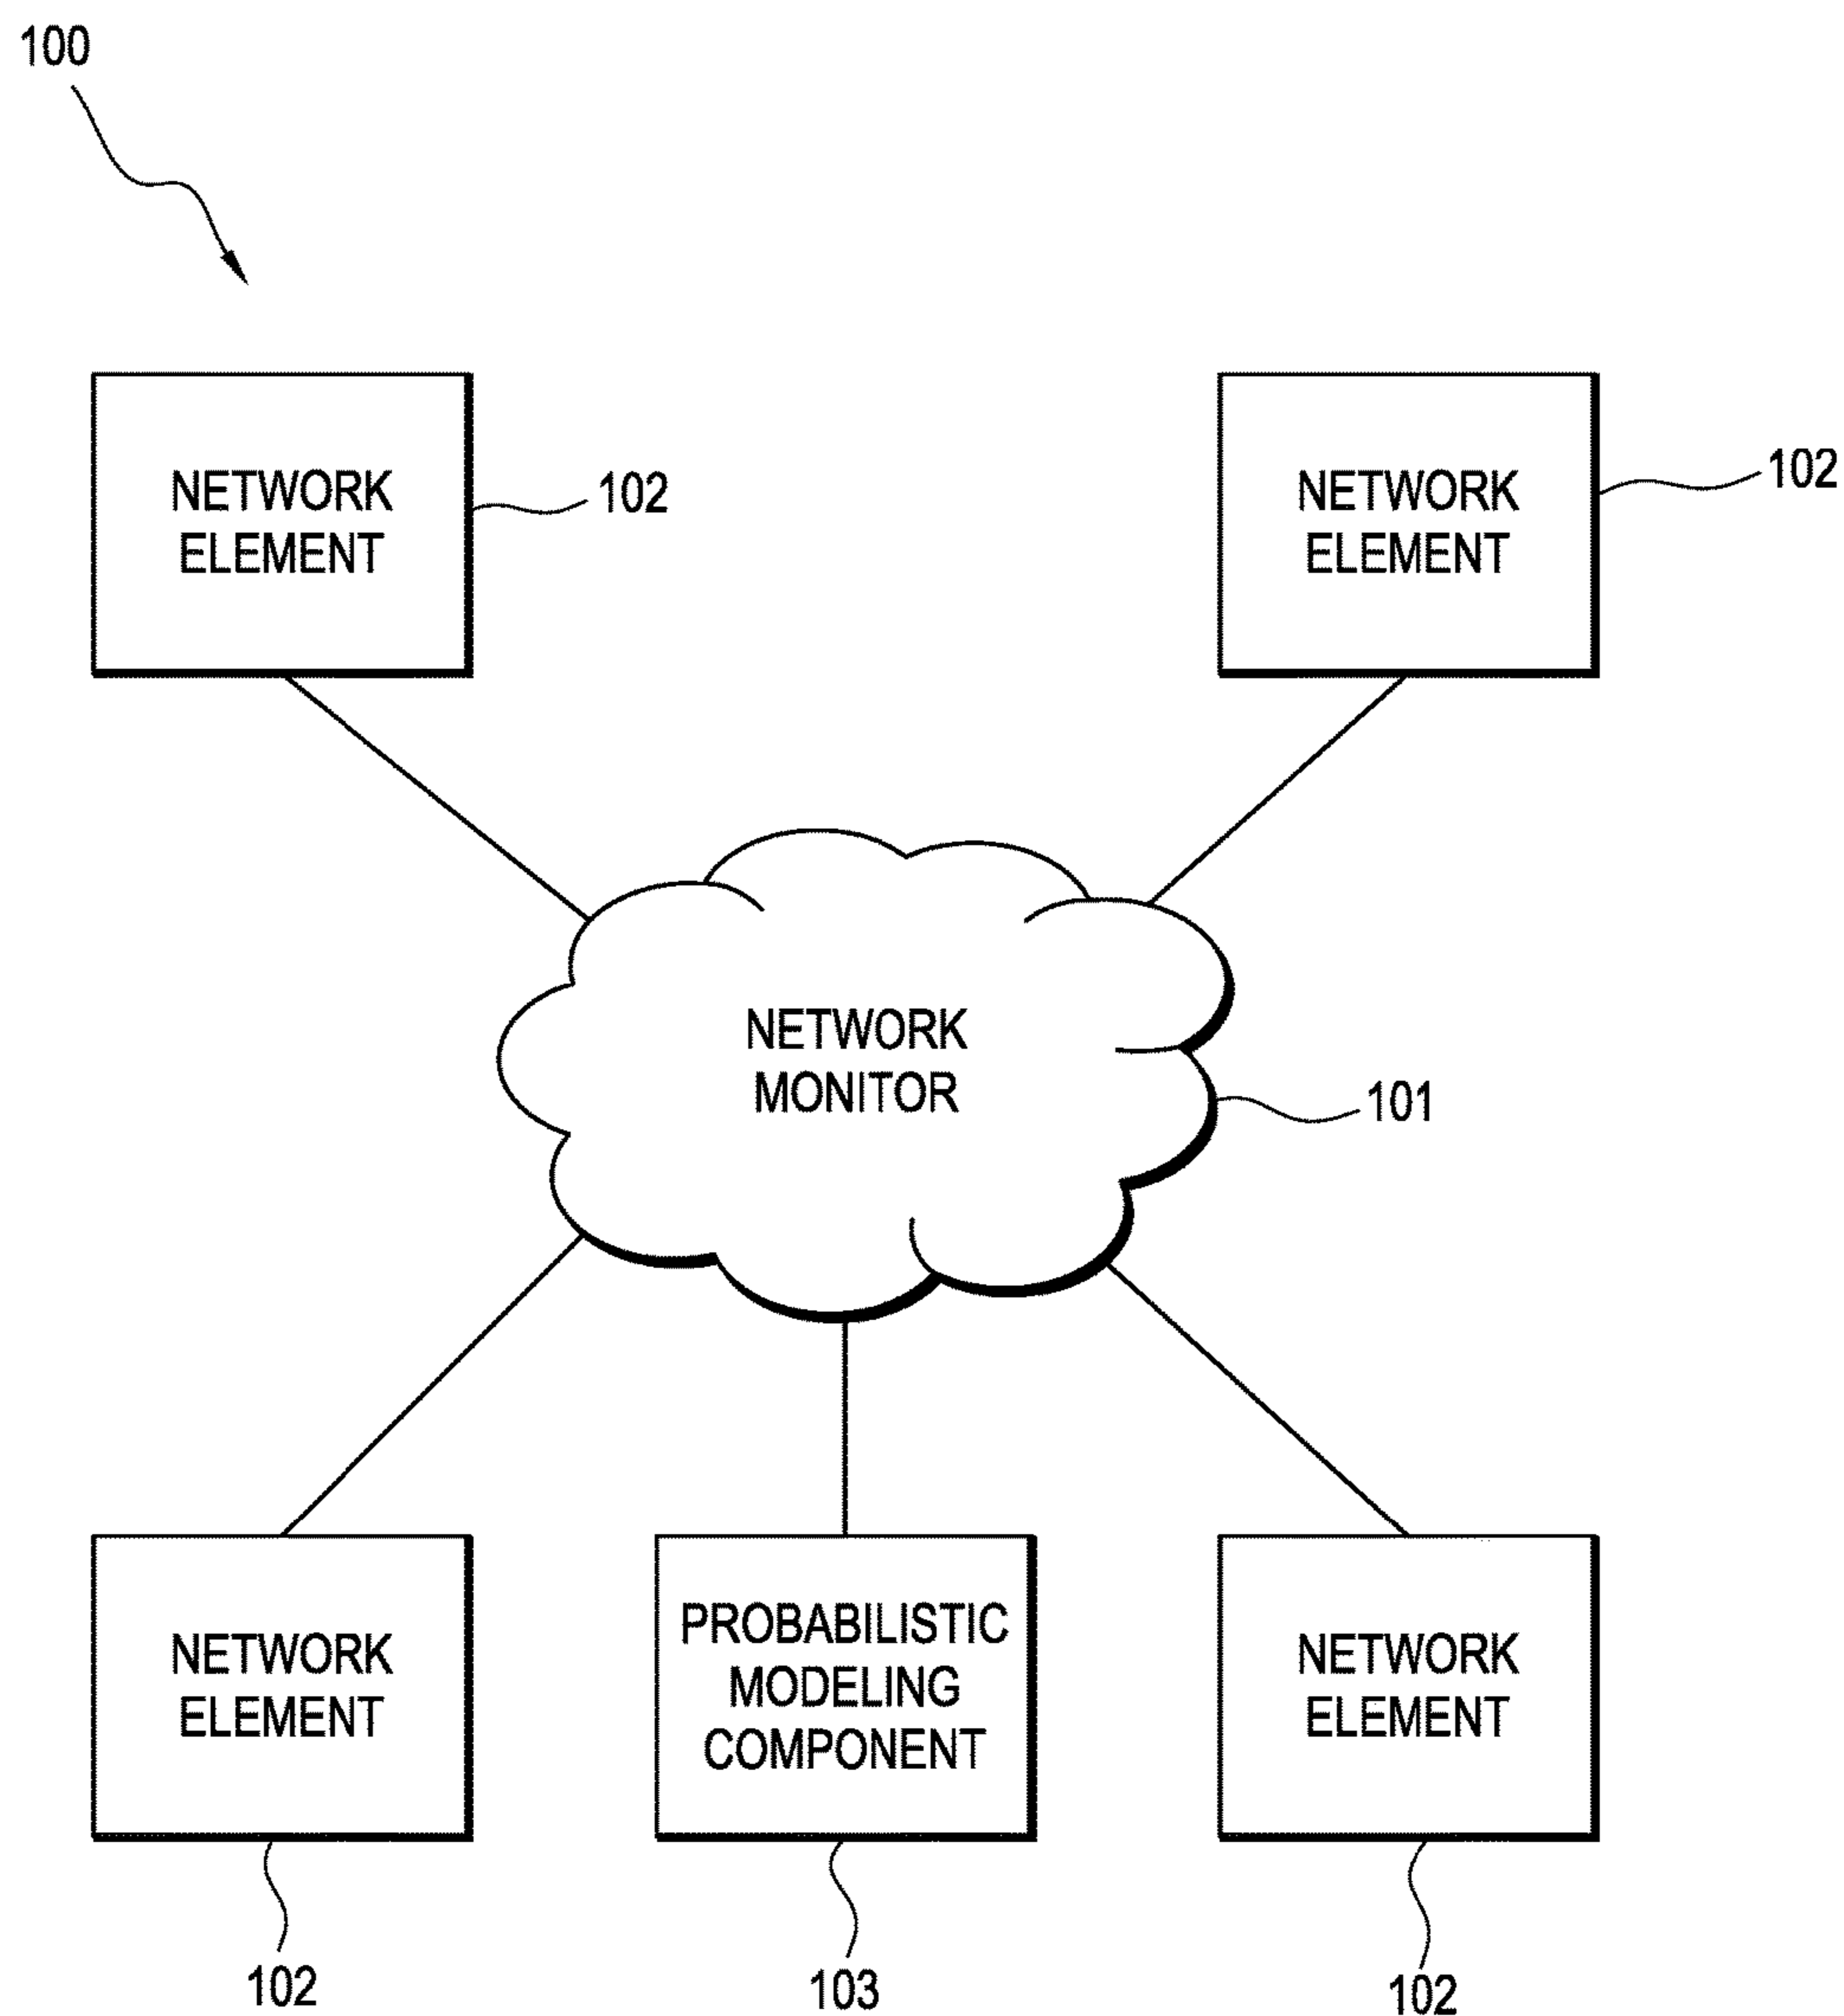 100
NETWORK
ELEMENT
102
NETWORK
ELEMENT
102
NETWORK
MONITOR
101
NETWORK
ELEMENT
102
PROBABILISTIC
MODELING
COMPONENT
103
NETWORK
ELEMENT
102